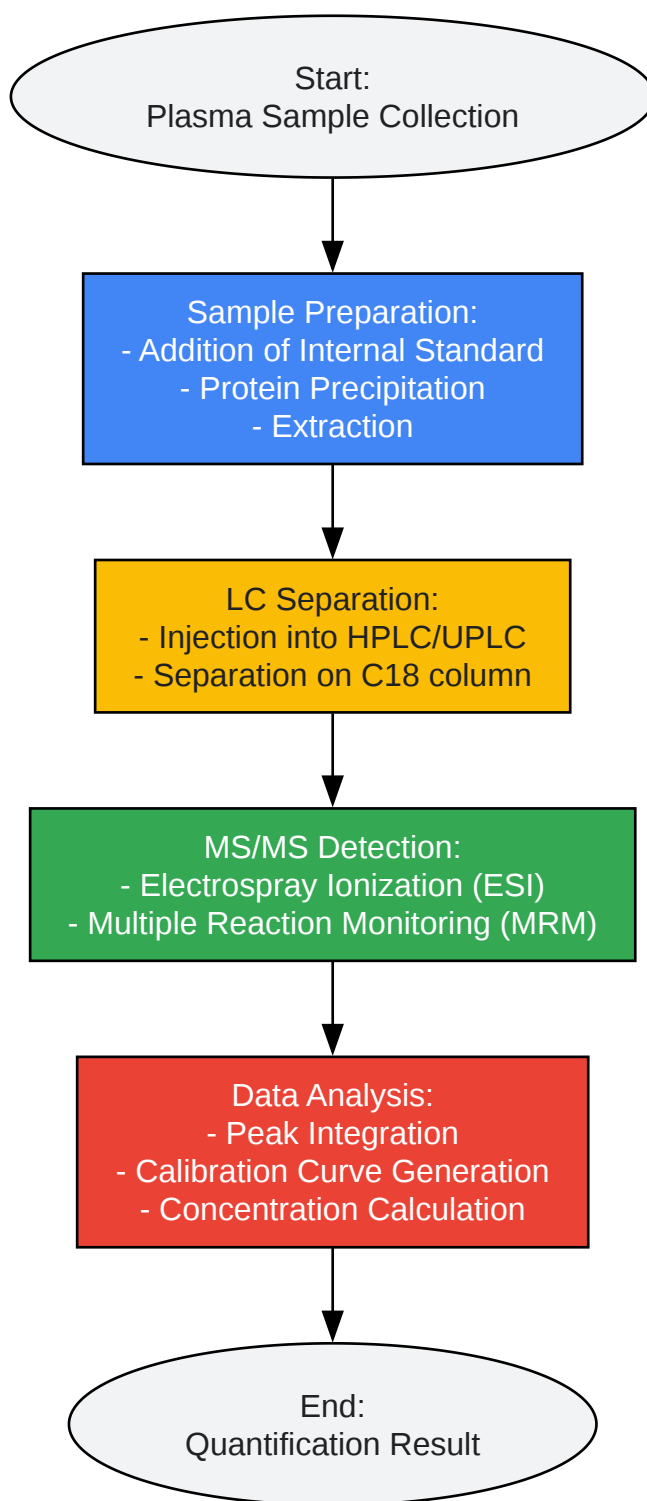 Start:
Plasma Sample Collection
Sample Preparation:
- Addition of Internal Standard
- Protein Precipitation
- Extraction
LC Separation:
- Injection into HPLC/UPLC
- Separation on C18 column
MS/MS Detection:
- Electrospray Ionization (ESI)
- Multiple Reaction Monitoring (MRM)
Data Analysis:
- Peak Integration
- Calibration Curve Generation
- Concentration Calculation
End:
Quantification Result